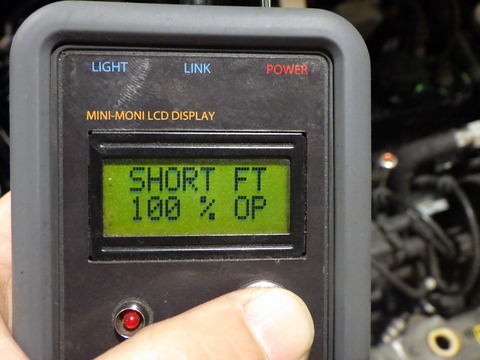 LIGHT LINK POWER
MINI-MONI LCD DISPLAY
SHORT FT
100 % OP